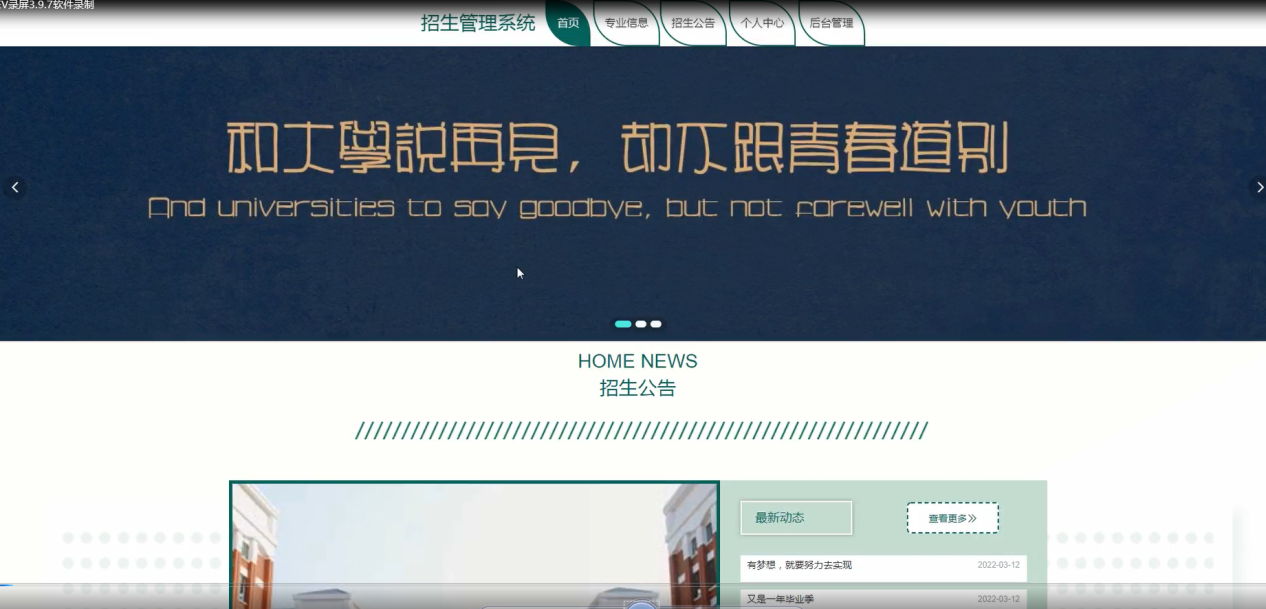 EV录屏3.9.7软件录制
招生管理系统 首页 专业信息 招生公告 个人中心 后台管理
和大學説再見，却不跟青春道别
And universities to say goodbye, but not farewell with youth
HOME NEWS
招生公告
最新动态 查看更多
有梦想，就要努力去实现 2022-03-12
又是一年毕业季 2022-03-12